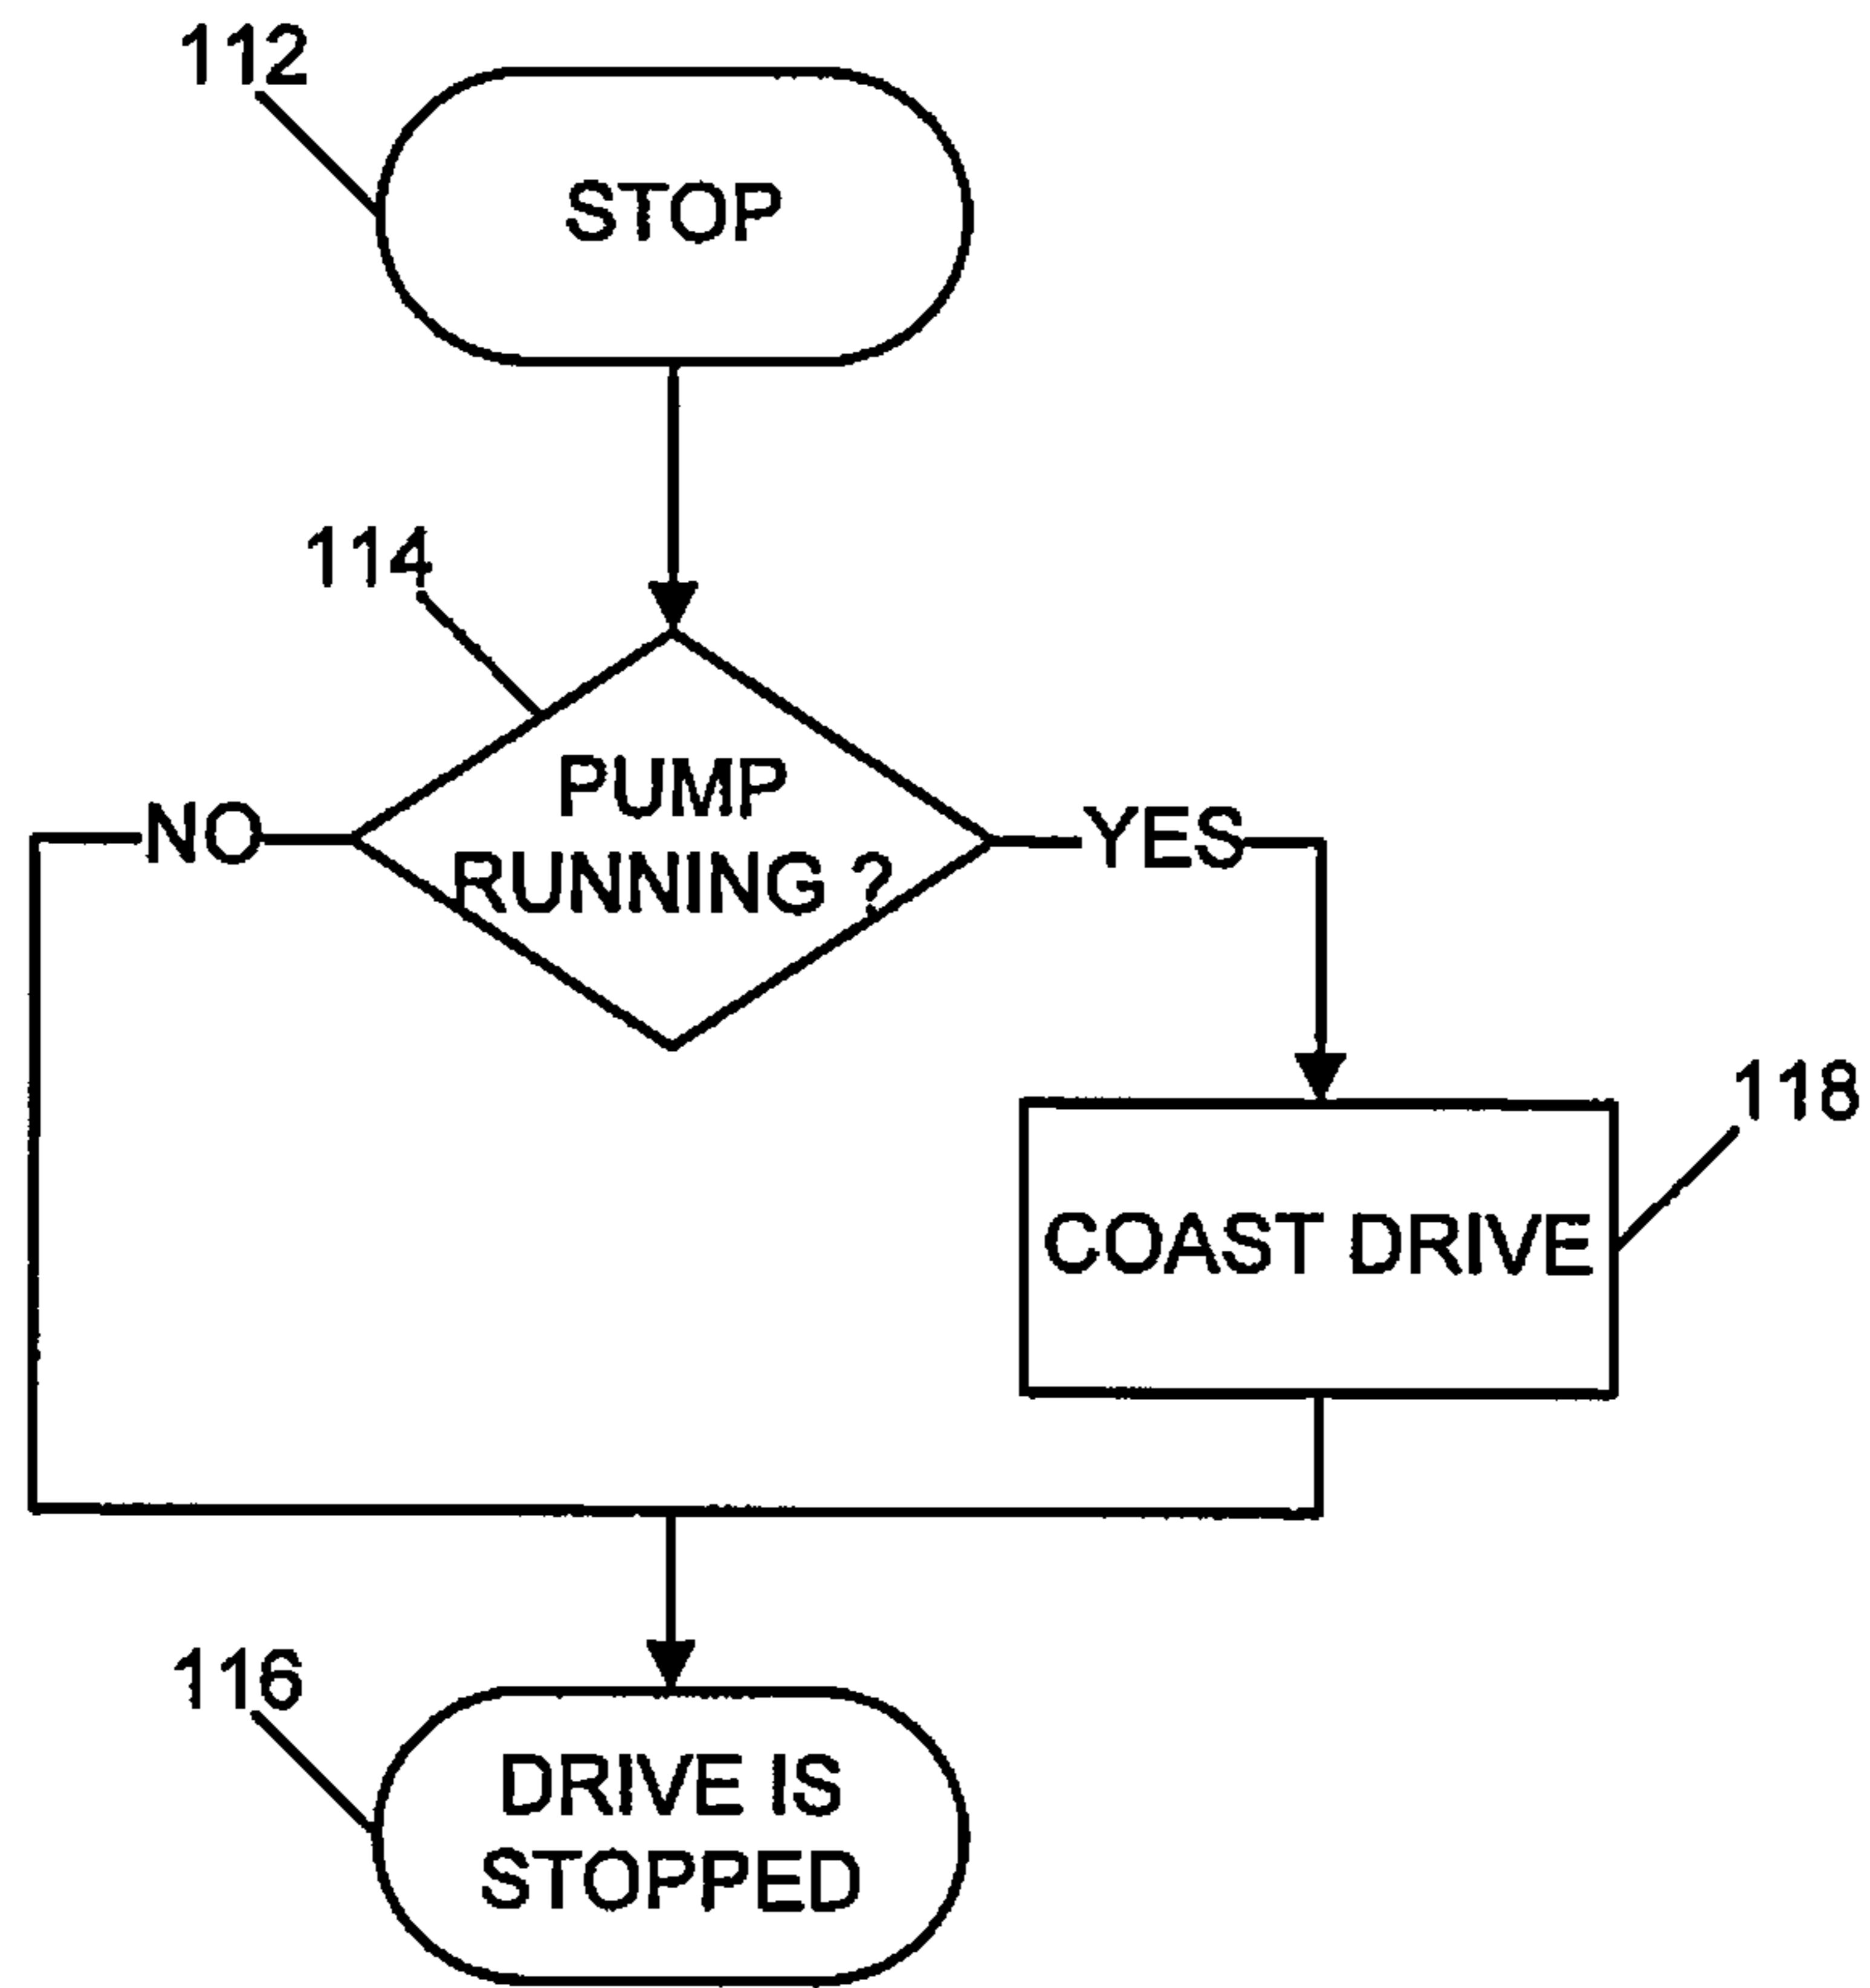 112
STOP
114
PUMP
RUNNING ?
NO
YES
118
COAST DRIVE
116
DRIVE IS
STOPPED